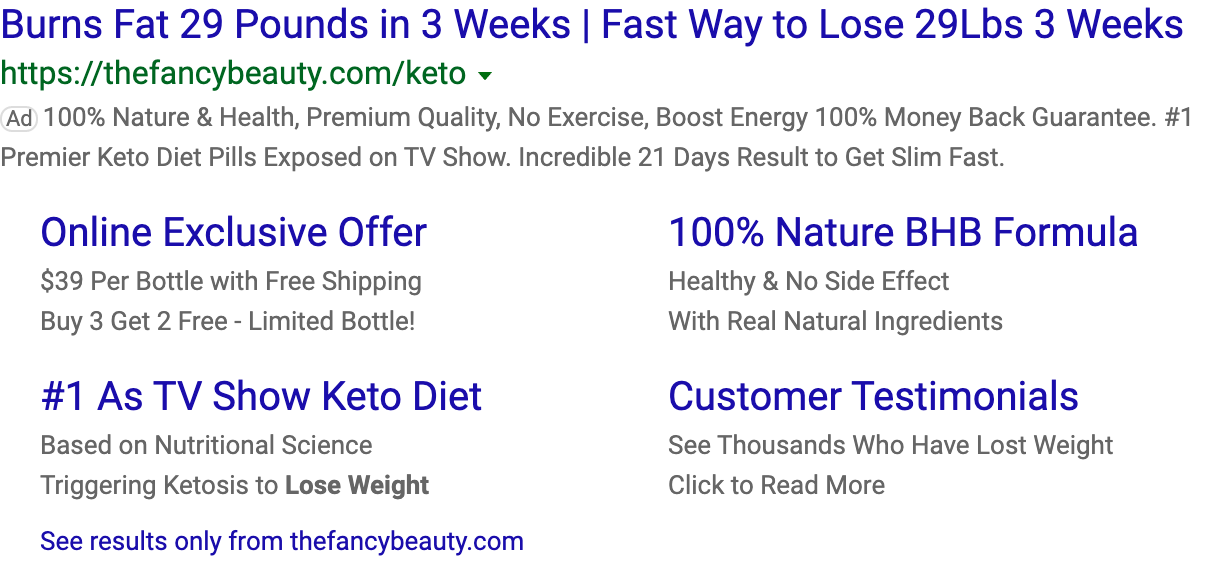 Burns Fat 29 Pounds in 3 Weeks | Fast Way to Lose 29Lbs 3 Weeks
https://thefancybeauty.com/keto
Ad 100% Nature & Health, Premium Quality, No Exercise, Boost Energy 100% Money Back Guarantee. #1
Premier Keto Diet Pills Exposed on TV Show. Incredible 21 Days Result to Get Slim Fast.
Online Exclusive Offer
$39 Per Bottle with Free Shipping
Buy 3 Get 2 Free - Limited Bottle!
100% Nature BHB Formula
Healthy & No Side Effect
With Real Natural Ingredients
#1 As TV Show Keto Diet
Based on Nutritional Science
Triggering Ketosis to Lose Weight
Customer Testimonials
See Thousands Who Have Lost Weight
Click to Read More
See results only from thefancybeauty.com